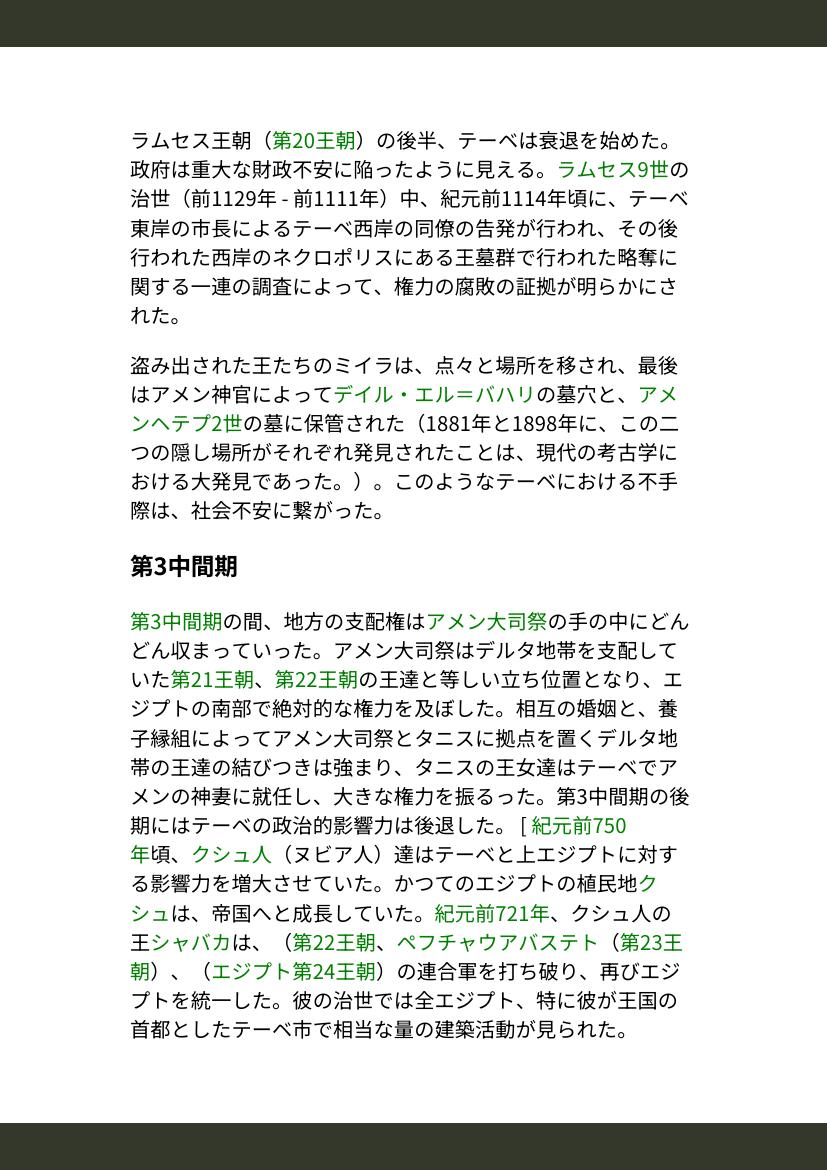 ラムセス王朝（第20王朝）の後半、テーベは衰退を始めた。
政府は重大な財政不安に陥ったように見える。ラムセス9世の
治世（前1129年 - 前1111年）中、紀元前1114年頃に、テーベ
東岸の市長によるテーベ西岸の同僚の告発が行われ、その後
行われた西岸のネクロポリスにある王墓群で行われた略奪に
関する一連の調査によって、権力の腐敗の証拠が明らかにさ
れた。
盗み出された王たちのミイラは、点々と場所を移され、最後
はアメン神官によってデイル・エル＝バハリの墓穴と、アメ
ンヘテプ2世の墓に保管された（1881年と1898年に、この二
つの隠し場所がそれぞれ発見されたことは、現代の考古学に
おける大発見であった。）。このようなテーベにおける不手
際は、社会不安に繋がった。
第3中間期
第3中間期の間、地方の支配権はアメン大司祭の手の中にどん
どん収まっていった。アメン大司祭はデルタ地帯を支配して
いた第21王朝、第22王朝の王達と等しい立ち位置となり、エ
ジプトの南部で絶対的な権力を及ぼした。相互の婚姻と、養
子縁組によってアメン大司祭とタニスに拠点を置くデルタ地
帯の王達の結びつきは強まり、タニスの王女達はテーベでア
メンの神妻に就任し、大きな権力を振るった。第3中間期の後
期にはテーベの政治的影響力は後退した。 [ 紀元前750
年頃、クシュ人（ヌビア人）達はテーベと上エジプトに対す
る影響力を増大させていた。かつてのエジプトの植民地ク
シュは、帝国へと成長していた。紀元前721年、クシュ人の
王シャバカは、（第22王朝、ペフチャウアバステト（第23王
朝）、（エジプト第24王朝）の連合軍を打ち破り、再びエジ
プトを統一した。彼の治世では全エジプト、特に彼が王国の
首都としたテーベ市で相当な量の建築活動が見られた。